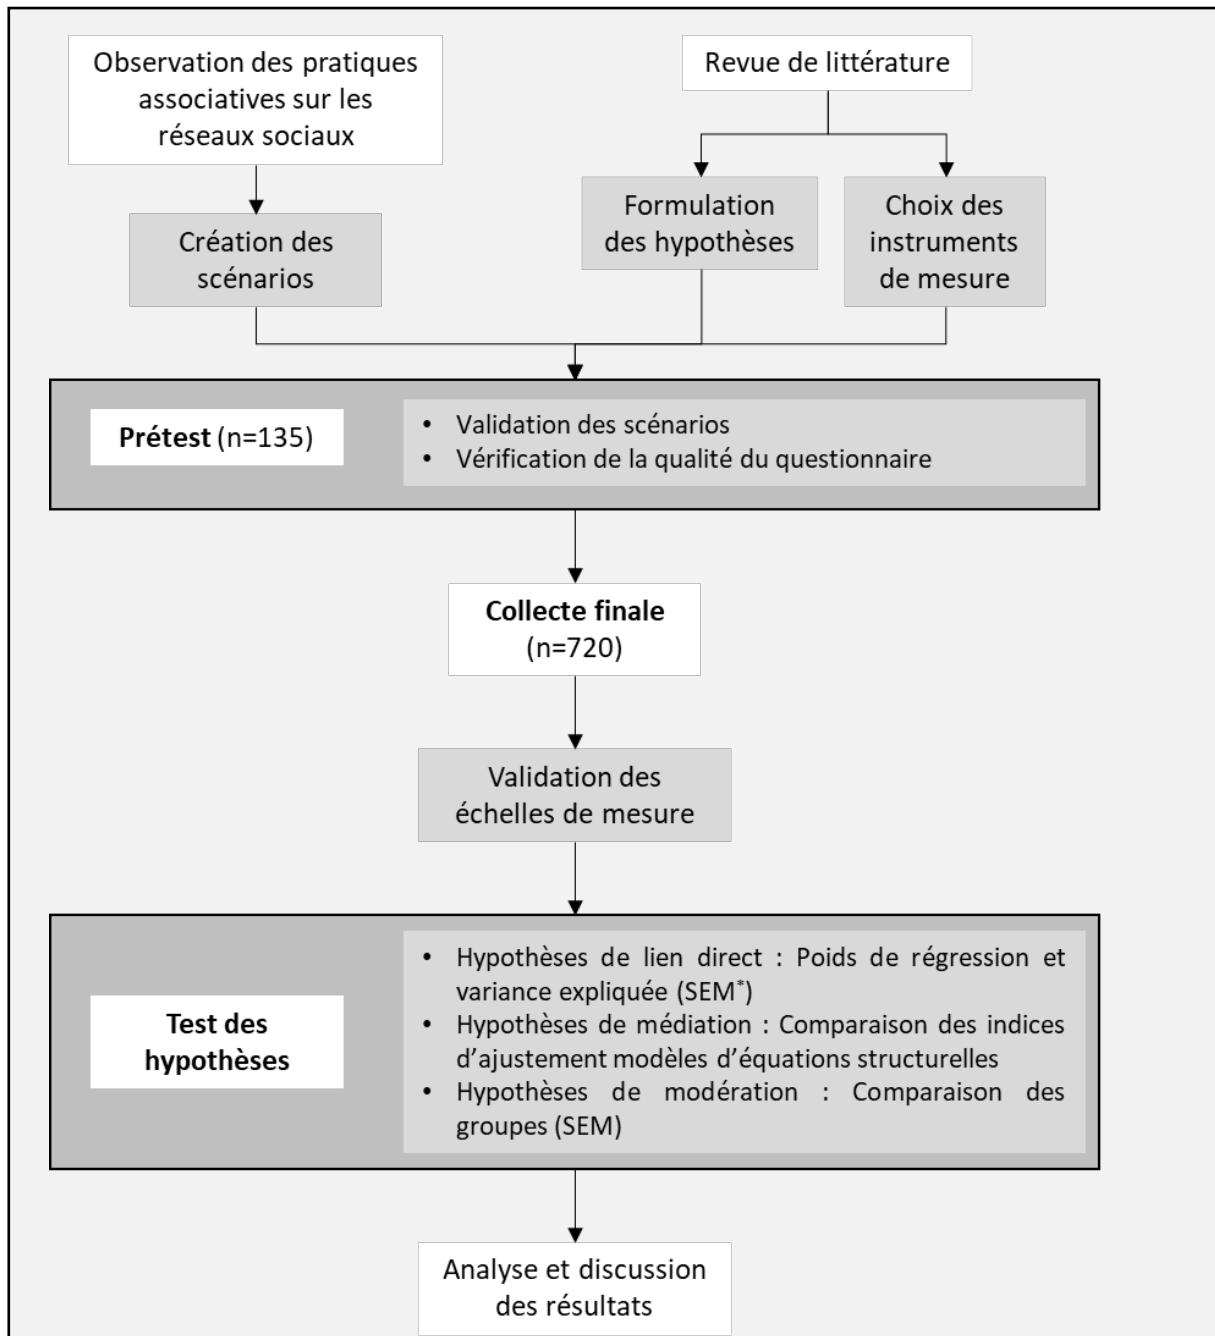 Observation des pratiques
associatives sur les
réseaux sociaux
Revue de littérature
Création des
scénarios
Formulation
des hypothèses
Choix des
instruments
de mesure
Prétest (n=135)
• Validation des scénarios
• Vérification de la qualité du questionnaire
Collecte finale
(n=720)
Validation des
échelles de mesure
Test des
hypothèses
• Hypothèses de lien direct : Poids de régression et
variance expliquée (SEM*)
• Hypothèses de médiation : Comparaison des indices
d’ajustement modèles d’équations structurelles
• Hypothèses de modération : Comparaison des
groupes (SEM)
Analyse et discussion
des résultats